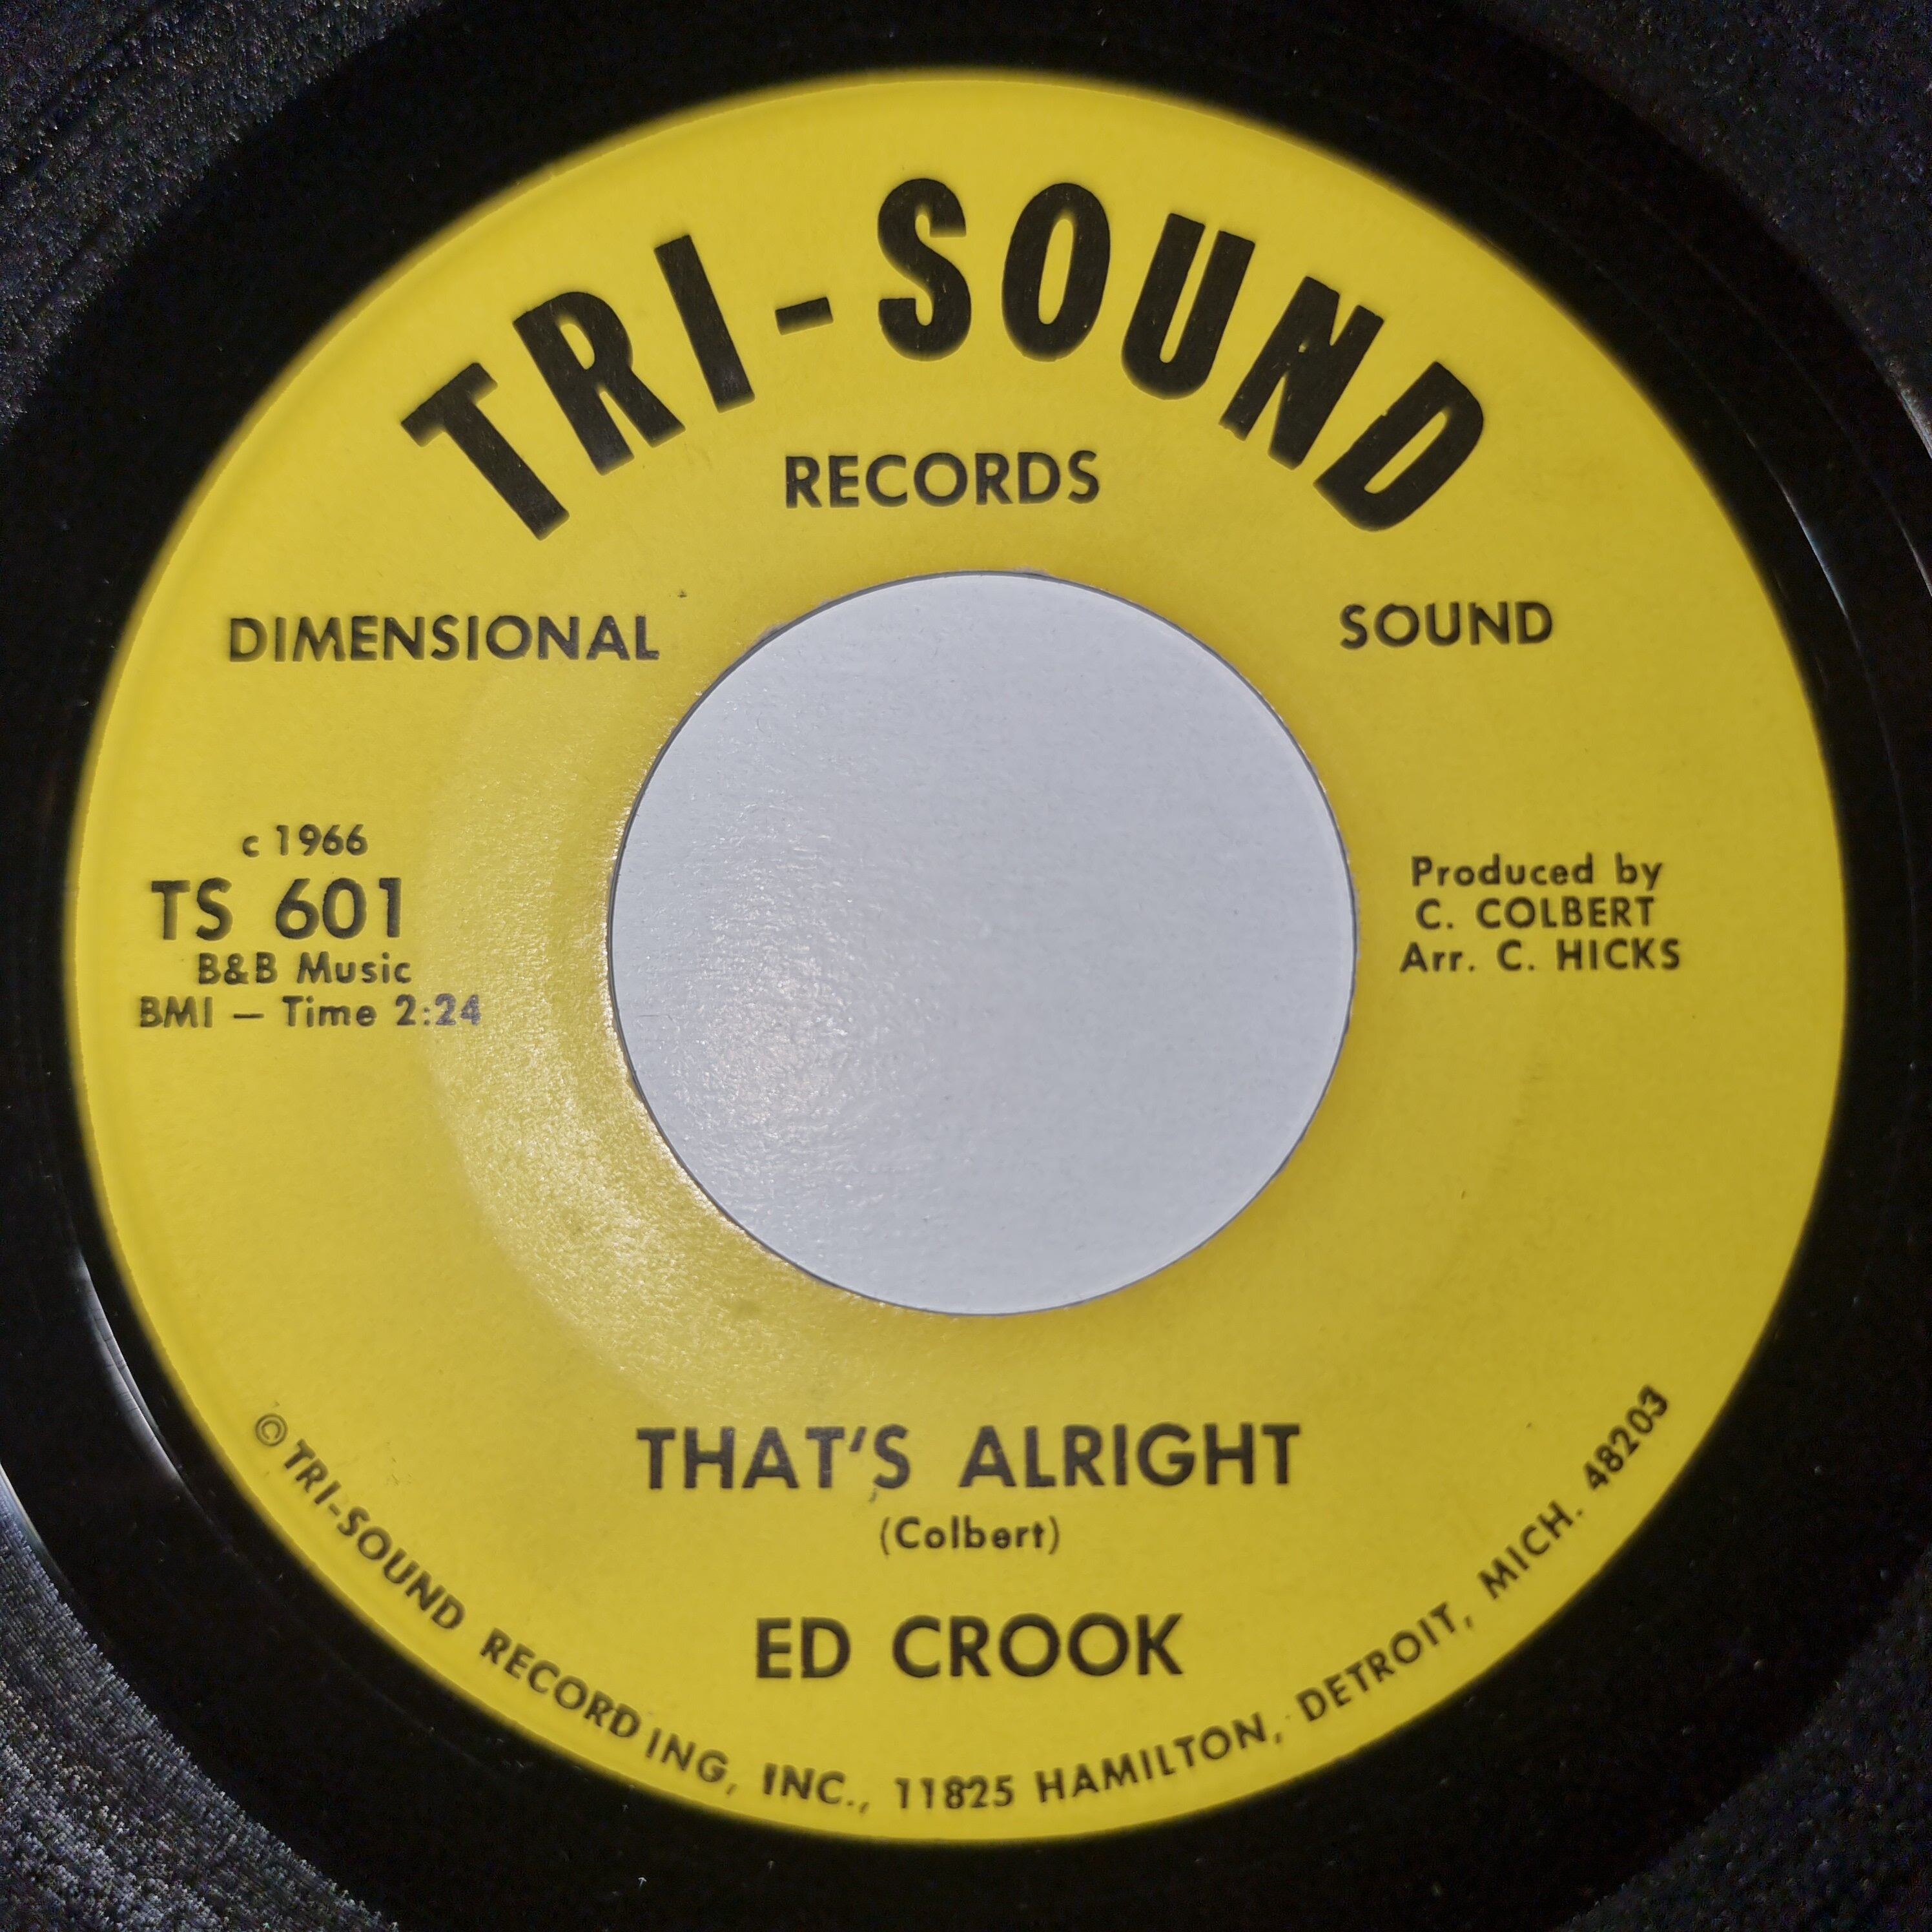 TRI-SOUND
RECORDS
DIMENSIONAL SOUND
c 1966
TS 601
B&B Music
BMI — Time 2:24
Produced by
C. COLBERT
Arr. C. HICKS
THAT'S ALRIGHT
(Colbert)
ED CROOK
© TRI-SOUND RECORDING, INC., 11825 HAMILTON, DETROIT, MICH. 48203